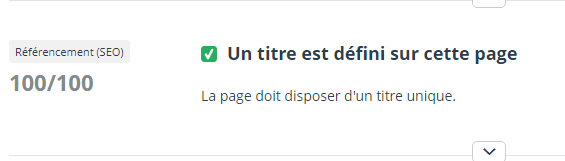 Référencement (SEO)
100/100
Un titre est défini sur cette page
La page doit disposer d'un titre unique.